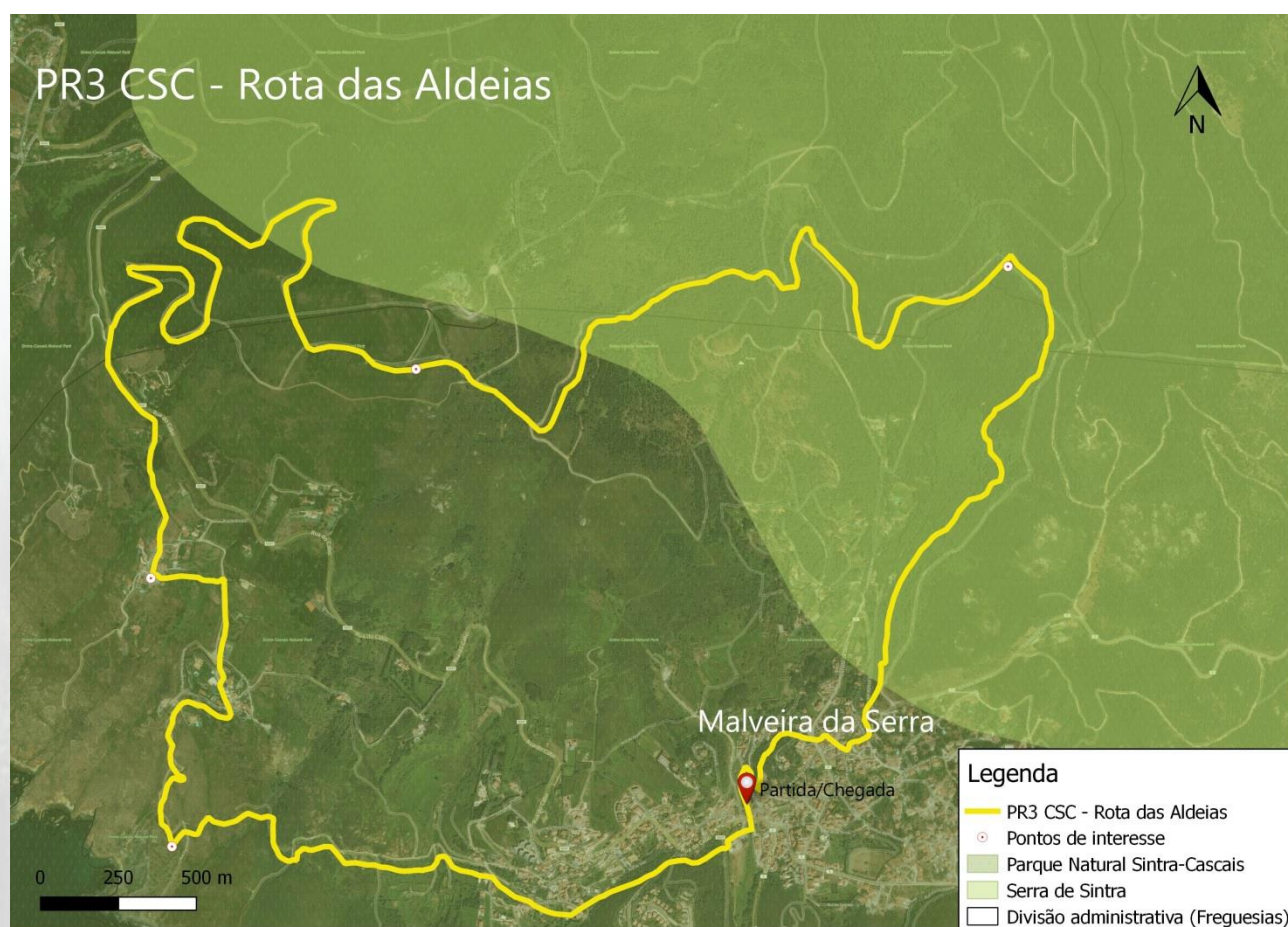 PR3 CSC - Rota das Aldeias
N
Malveira da Serra
Partida/Chegada
Legenda
PR3 CSC - Rota das Aldeias
Pontos de interesse
Parque Natural Sintra-Cascais
Serra de Sintra
Divisão administrativa (Freguesias)
0 250 500 m